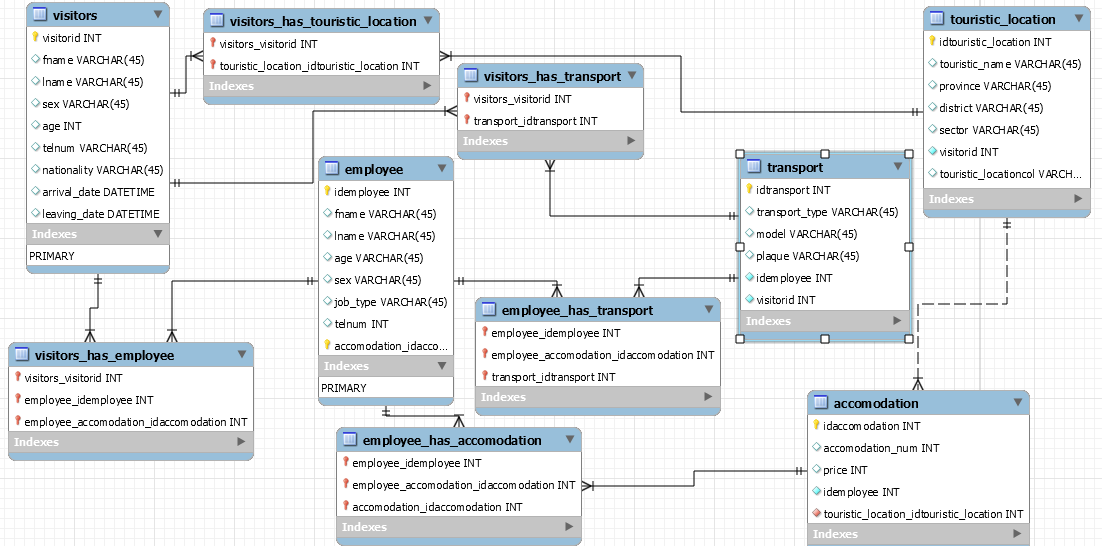 visitors
visitorid INT
fname VARCHAR(45)
lname VARCHAR(45)
sex VARCHAR(45)
age INT
telnum VARCHAR(45)
nationality VARCHAR(45)
arrival_date DATETIME
leaving_date DATETIME
Indexes
PRIMARY
visitors_has_touristic_location
visitors_visitorid INT
touristic_location_idtouristic_location INT
Indexes
visitors_has_transport
visitors_visitorid INT
transport_idtransport INT
Indexes
touristic_location
idtouristic_location INT
touristic_name VARCHAR(45)
province VARCHAR(45)
district VARCHAR(45)
sector VARCHAR(45)
visitorid INT
touristic_locationcol VARCH...
Indexes
employee
idemployee INT
fname VARCHAR(45)
lname VARCHAR(45)
age VARCHAR(45)
sex VARCHAR(45)
job_type VARCHAR(45)
telnum INT
accomodation_idacco...
Indexes
PRIMARY
transport
idtransport INT
transport_type VARCHAR(45)
model VARCHAR(45)
plaque VARCHAR(45)
idemployee INT
visitorid INT
Indexes
employee_has_transport
employee_idemployee INT
employee_accomodation_idaccomodation INT
transport_idtransport INT
Indexes
visitors_has_employee
visitors_visitorid INT
employee_idemployee INT
employee_accomodation_idaccomodation INT
Indexes
employee_has_accomodation
employee_idemployee INT
employee_accomodation_idaccomodation INT
accomodation_idaccomodation INT
Indexes
accomodation
idaccomodation INT
accomodation_num INT
price INT
idemployee INT
touristic_location_idtouristic_location INT
Indexes